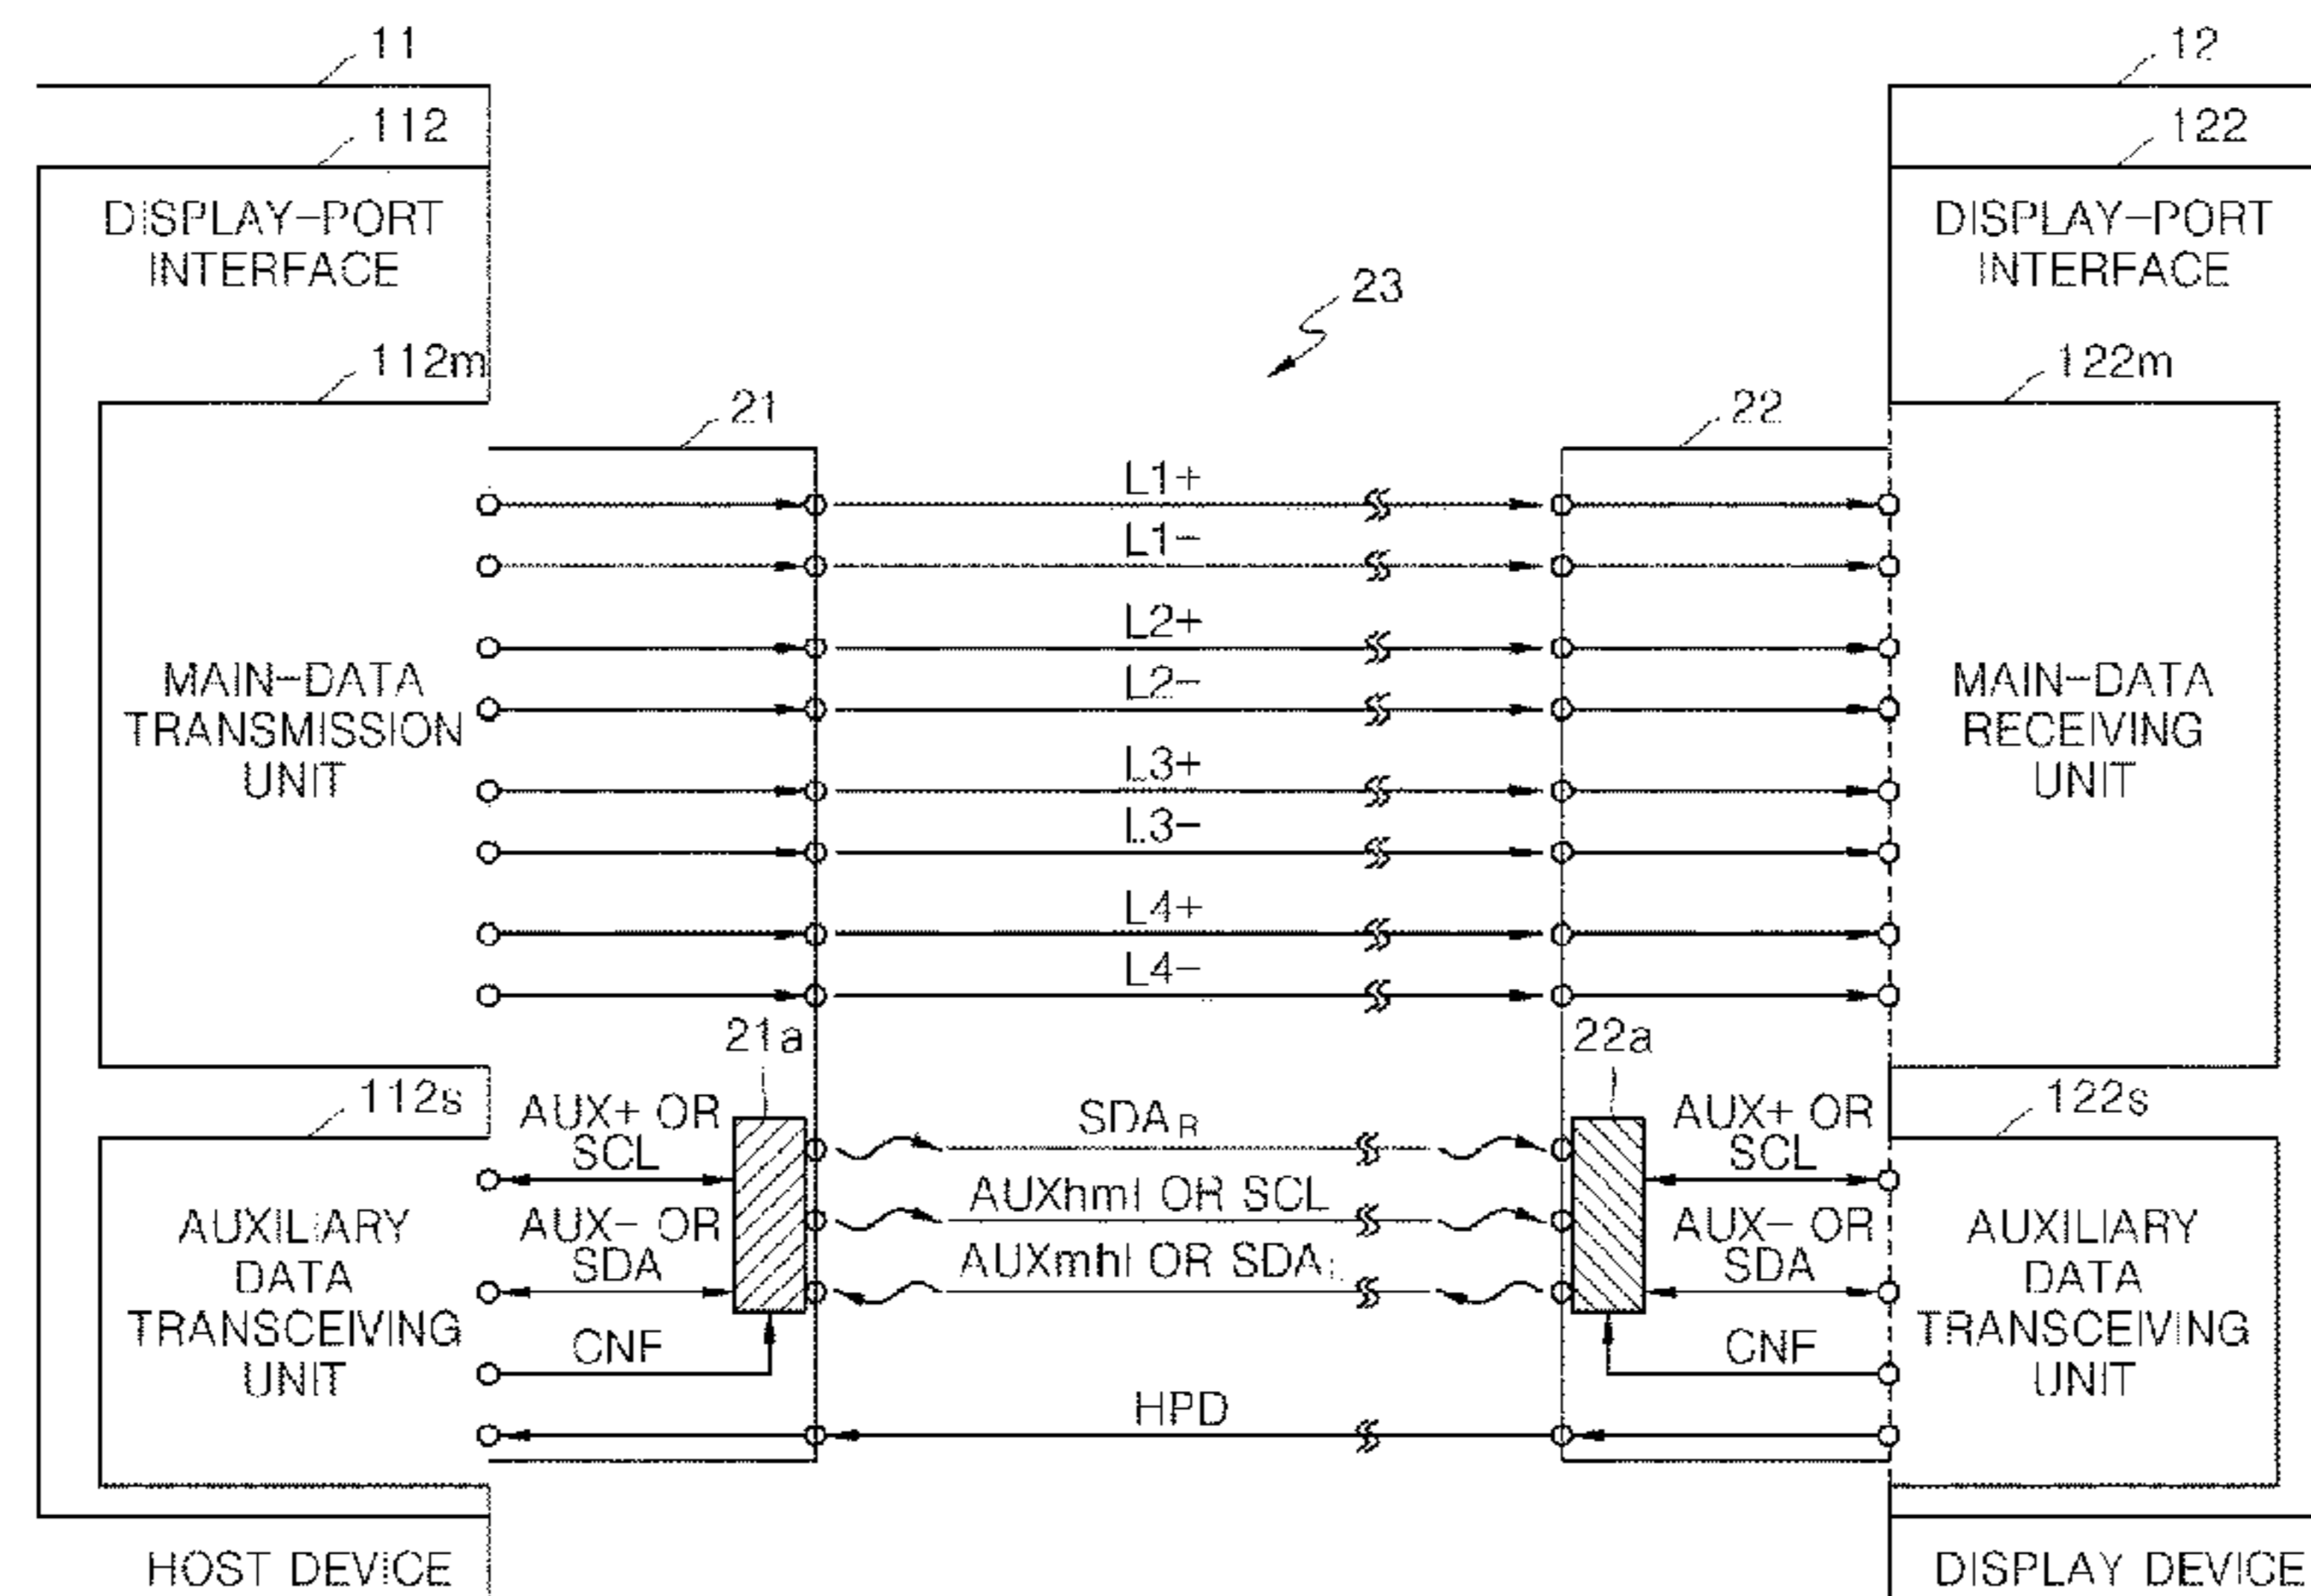 11
12
112
122
DISPLAY-PORT
INTERFACE
DISPLAY-PORT
INTERFACE
23
112m
122m
21
22
L1+
L1-
L2+
MAIN-DATA
TRANSMISSION
UNIT
L2-
MAIN-DATA
RECEIVING
UNIT
L3+
L3-
L4+
L4-
21a
22a
112s
122s
AUX+ OR
SCL
SDA R
AUX+ OR
SCL
AUXILIARY
DATA
TRANSCEIVING
UNIT
AUX- OR
SDA
AUXhml OR SCL
AUXmhl OR SDA L
AUX- OR
SDA
AUXILIARY
DATA
TRANSCEIVING
UNIT
CNF
CNF
HPD
HOST DEVICE
DISPLAY DEVICE